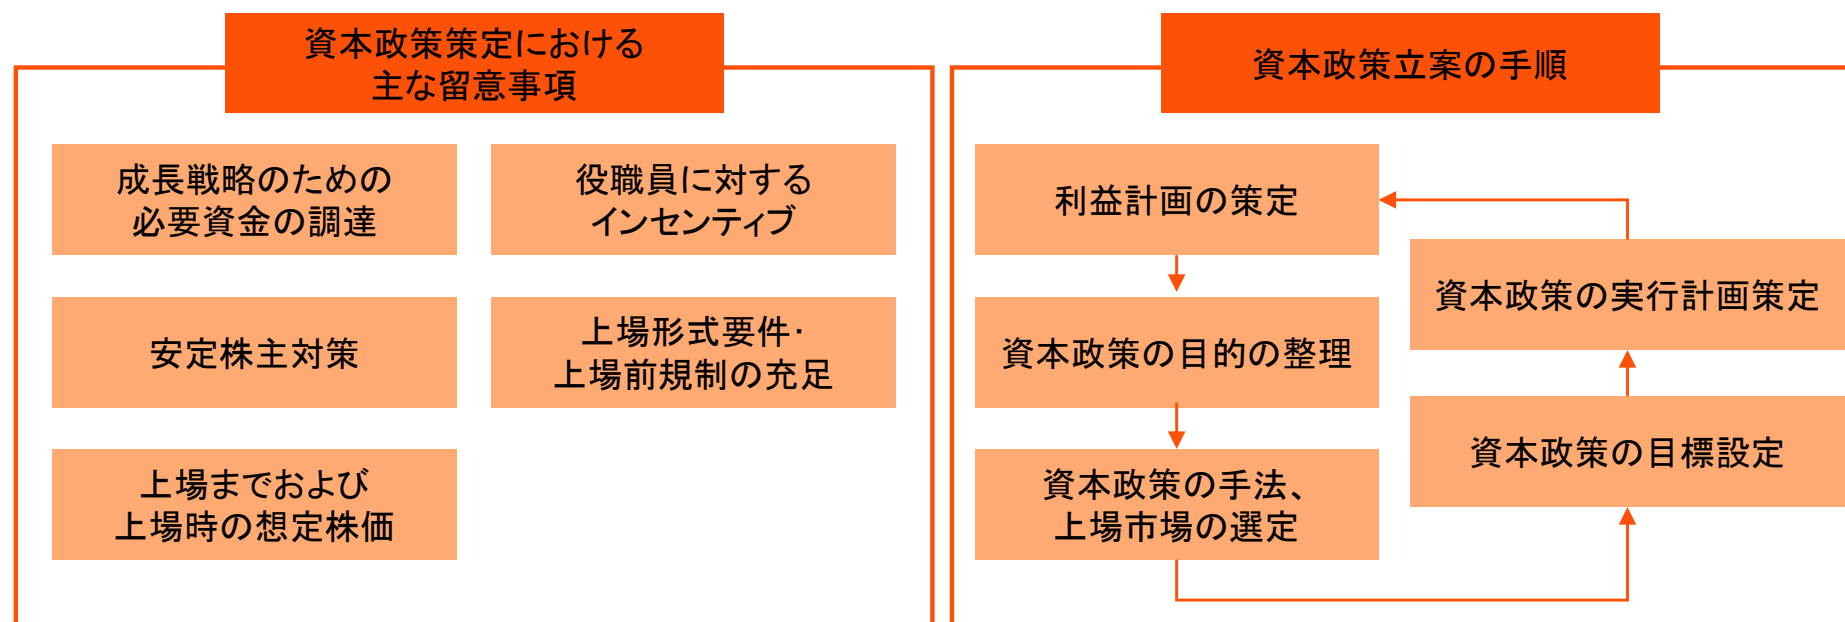 資本政策策定における
主な留意事項
成長戦略のための
必要資金の調達
役職員に対する
インセンティブ
安定株主対策
上場形式要件・
上場前規制の充足
上場までおよび
上場時の想定株価
資本政策立案の手順
利益計画の策定
資本政策の目的の整理
資本政策の手法、
上場市場の選定
資本政策の目標設定
資本政策の実行計画策定